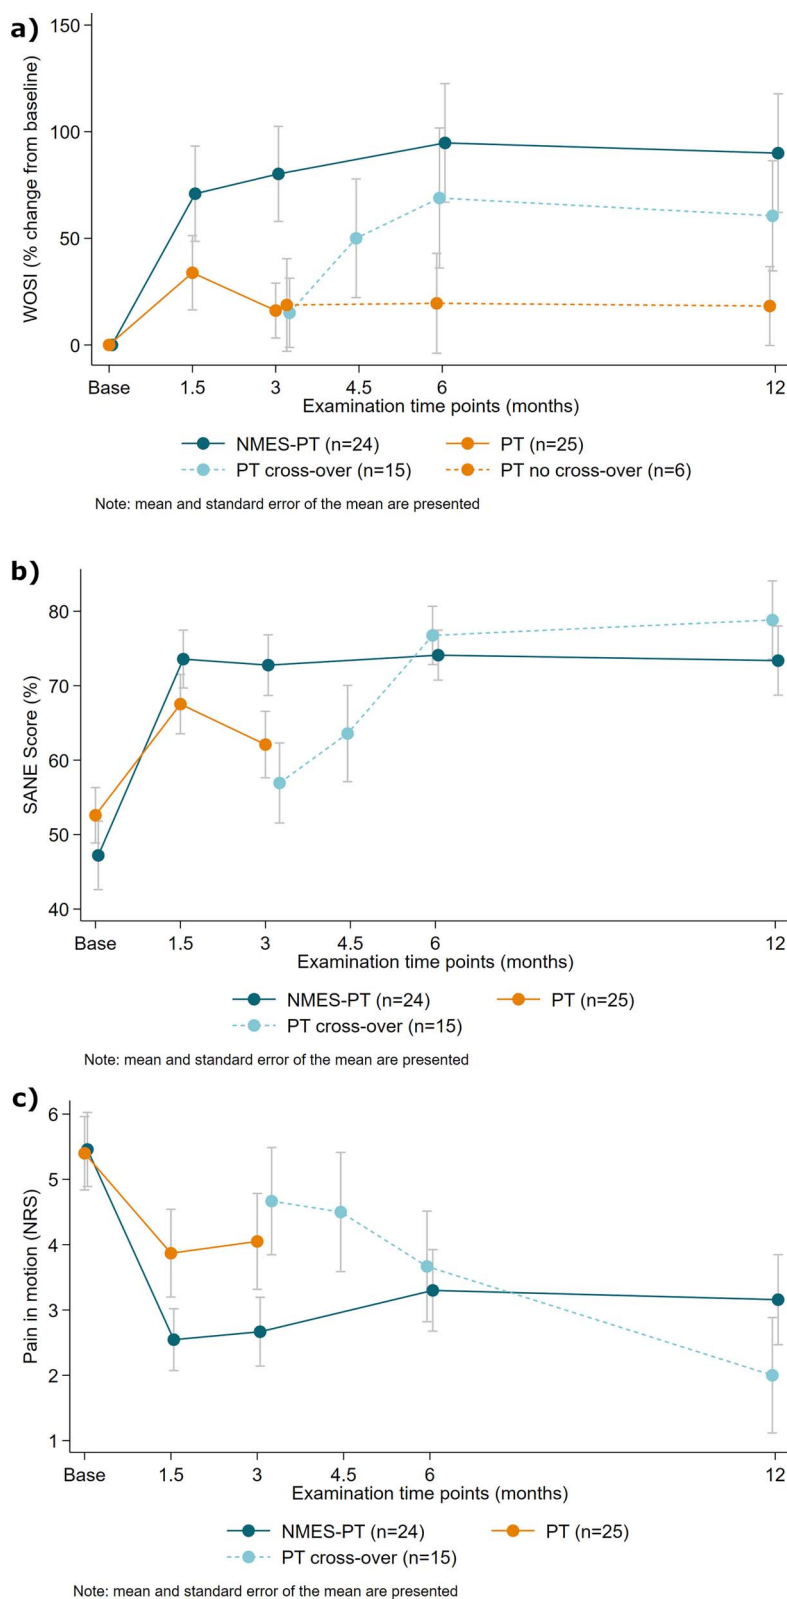 a)
WOSI (% change from baseline)
150
100
50
0
Base 1.5 3 4.5 6 12
Examination time points (months)
NMES-PT (n=24) PT (n=25)
PT cross-over (n=15) PT no cross-over (n=6)
Note: mean and standard error of the mean are presented
b)
SANE Score (%)
80
70
60
50
40
Base 1.5 3 4.5 6 12
Examination time points (months)
NMES-PT (n=24) PT (n=25)
PT cross-over (n=15)
Note: mean and standard error of the mean are presented
c)
Pain in motion (NRS)
6
5
4
3
2
1
Base 1.5 3 4.5 6 12
Examination time points (months)
NMES-PT (n=24) PT (n=25)
PT cross-over (n=15)
Note: mean and standard error of the mean are presented